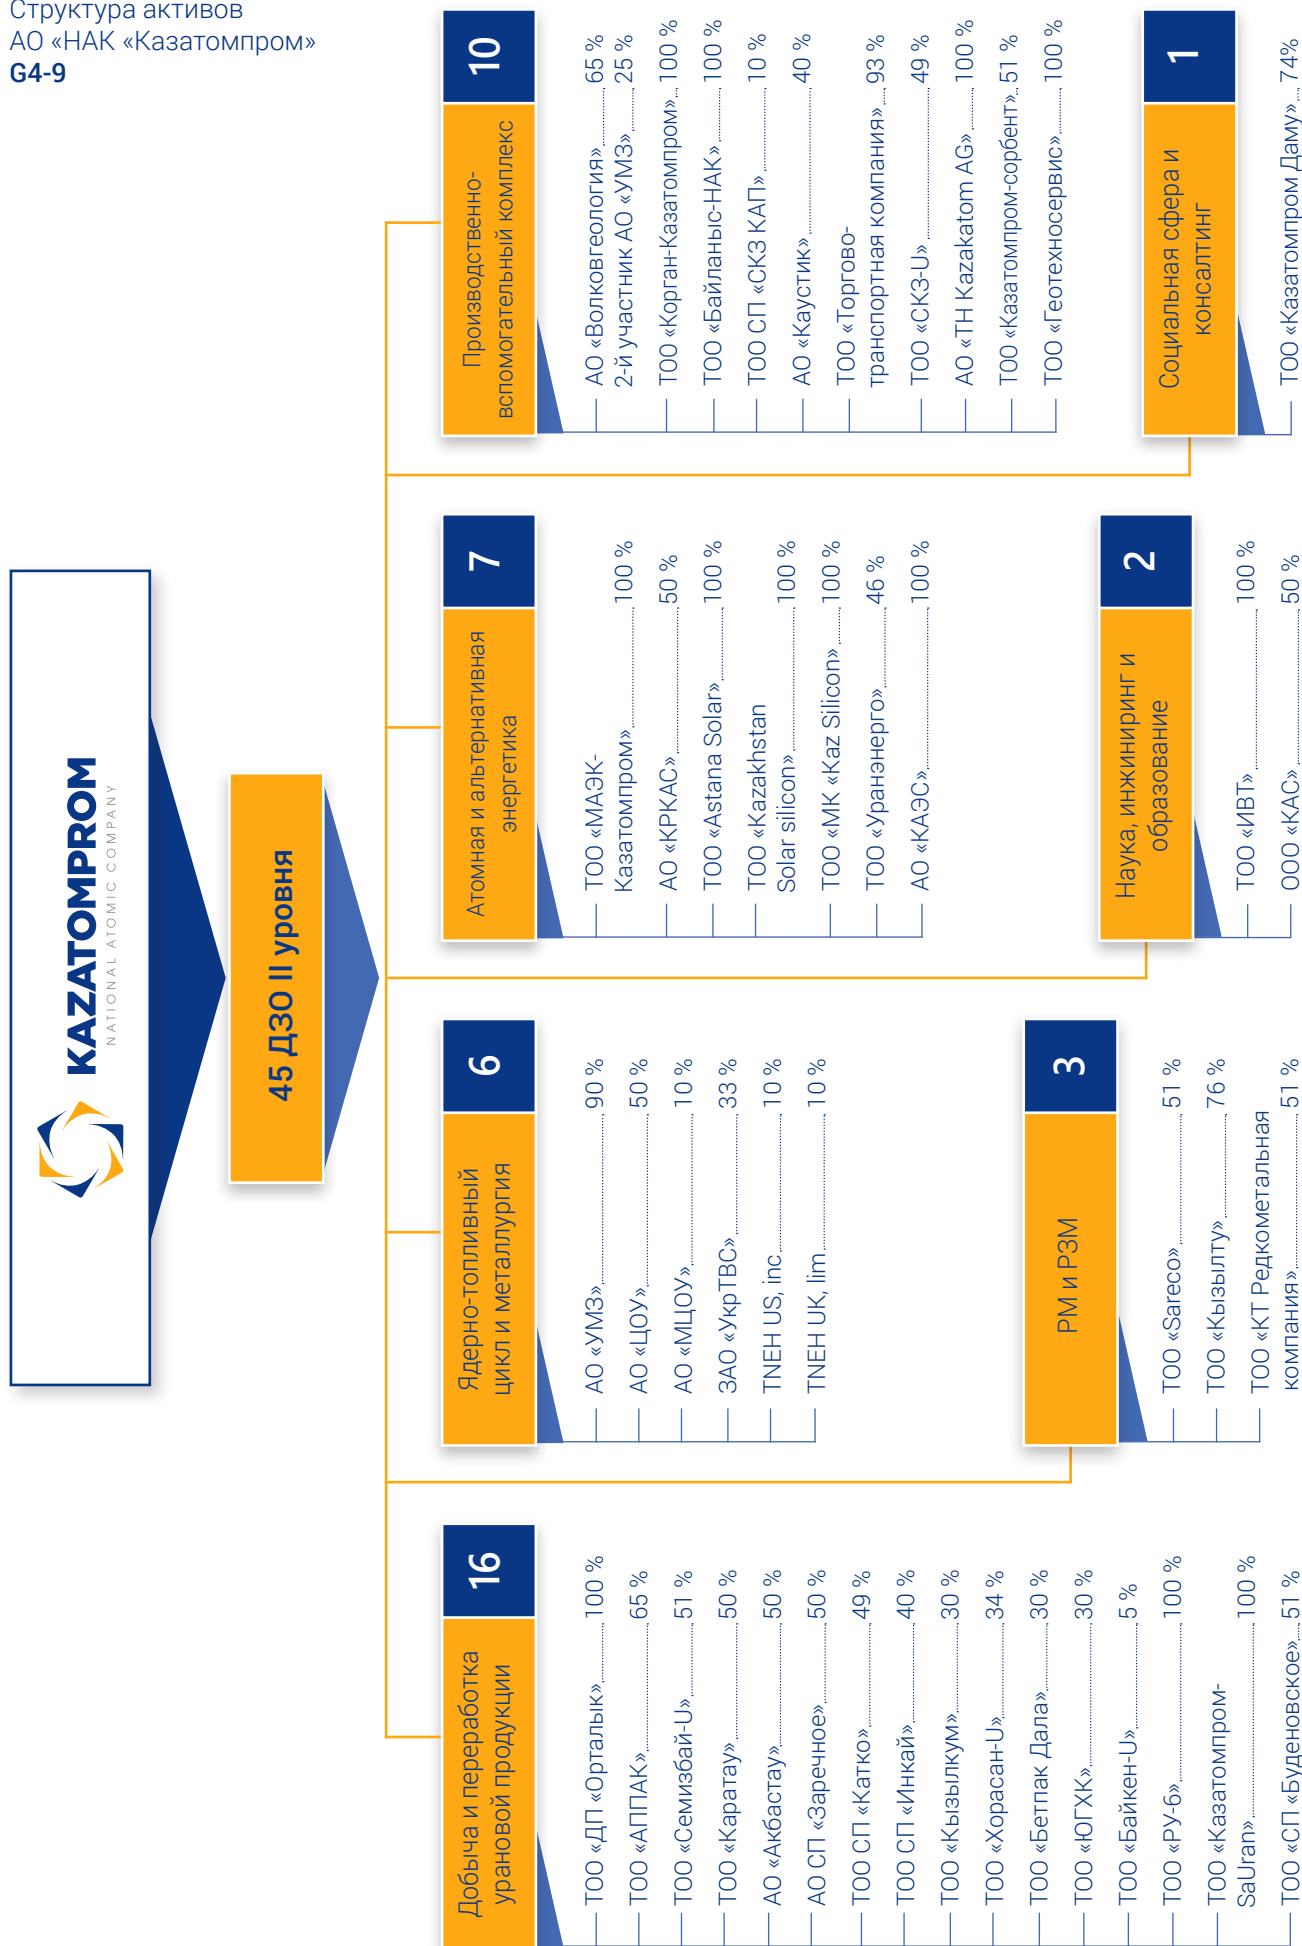 Структура активов
АО «НАК «Казатомпром»
G4-9
KAZATOMPROM
NATIONAL ATOMIC COMPANY
45 ДЗО II уровня
Добыча и переработка
урановой продукции
16
ТОО «ДП «Орталык» 100 %
ТОО «АППАК» 65 %
ТОО «Семизбай-U» 51 %
ТОО «Каратау» 50 %
АО «Акбастау» 50 %
АО СП «Заречное» 50 %
ТОО СП «Катко» 49 %
ТОО СП «Инкай» 40 %
ТОО «Кызылкум» 30 %
ТОО «Хорасан-U» 34 %
ТОО «Бетпак Дала» 30 %
ТОО «ЮГХК» 30 %
ТОО «Байкен-U» 5 %
ТОО «РУ-6» 100 %
ТОО «Казатомпром-
SaUran» 100 %
ТОО «СП «Буденовское» 51 %
Ядерно-топливный
цикл и металлургия
6
АО «УМЗ» 90 %
АО «ЦОУ» 50 %
АО «МЦОУ» 10 %
ЗАО «УкрТВС» 33 %
TNEH US, inc 10 %
TNEH UK, lim 10 %
Атомная и альтернативная
энергетика
7
ТОО «МАЭК-
Казатомпром» 100 %
АО «КРКАС» 50 %
ТОО «Astana Solar» 100 %
ТОО «Kazakhstan
Solar silicon» 100 %
ТОО «МК «Kaz Silicon» 100 %
ТОО «Уранэнерго» 46 %
АО «КАЭС» 100 %
Производственно-
вспомогательный комплекс
10
АО «Волковгеология» 65 %
2-й участник АО «УМЗ» 25 %
ТОО «Корган-Казатомпром» 100 %
ТОО «Байланыс-НАК» 100 %
ТОО СП «СКЗ КАП» 10 %
АО «Каустик» 40 %
ТОО «Торгово-
транспортная компания» 93 %
ТОО «СКЗ-U» 49 %
АО «ТН Kazakatom AG» 100 %
ТОО «Казатомпром-сорбент» 51 %
ТОО «Геотехносервис» 100 %
РМ и РЗМ
3
ТОО «Sareco» 51 %
ТОО «Кызылту» 76 %
ТОО «КТ Редкометальная
компания» 51 %
Наука, инжиниринг и
образование
2
ТОО «ИВТ» 100 %
ООО «КАС» 50 %
Социальная сфера и
консалтинг
1
ТОО «Казатомпром Даму» 74%